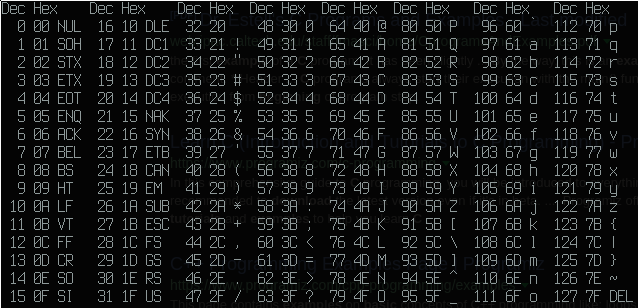 Dec Hex Dec Hex Dec Hex Dec Hex Dec Hex Dec Hex Dec Hex Dec Hex
0 00 NUL 16 10 DLE 32 20 48 30 0 64 40 @ 80 50 P 96 60 ` 112 70 p
1 01 SOH 17 11 DC1 33 21 ! 49 31 1 65 41 A 81 51 Q 97 61 a 113 71 q
2 02 STX 18 12 DC2 34 22 " 50 32 2 66 42 B 82 52 R 98 62 b 114 72 r
3 03 ETX 19 13 DC3 35 23 # 51 33 3 67 43 C 83 53 S 99 63 c 115 73 s
4 04 EOT 20 14 DC4 36 24 $ 52 34 4 68 44 D 84 54 T 100 64 d 116 74 t
5 05 ENQ 21 15 NAK 37 25 % 53 35 5 69 45 E 85 55 U 101 65 e 117 75 u
6 06 ACK 22 16 SYN 38 26 & 54 36 6 70 46 F 86 56 V 102 66 f 118 76 v
7 07 BEL 23 17 ETB 39 27 ' 55 37 7 71 47 G 87 57 W 103 67 g 119 77 w
8 08 BS 24 18 CAN 40 28 ( 56 38 8 72 48 H 88 58 X 104 68 h 120 78 x
9 09 HT 25 19 EM 41 29 ) 57 39 9 73 49 I 89 59 Y 105 69 i 121 79 y
10 0A LF 26 1A SUB 42 2A * 58 3A : 74 4A J 90 5A Z 106 6A j 122 7A z
11 0B VT 27 1B ESC 43 2B + 59 3B ; 75 4B K 91 5B [ 107 6B k 123 7B {
12 0C FF 28 1C FS 44 2C , 60 3C < 76 4C L 92 5C \ 108 6C l 124 7C |
13 0D CR 29 1D GS 45 2D - 61 3D = 77 4D M 93 5D ] 109 6D m 125 7D }
14 0E SO 30 1E RS 46 2E . 62 3E > 78 4E N 94 5E ^ 110 6E n 126 7E ~
15 0F SI 31 1F US 47 2F / 63 3F ? 79 4F O 95 5F _ 111 6F o 127 7F DEL